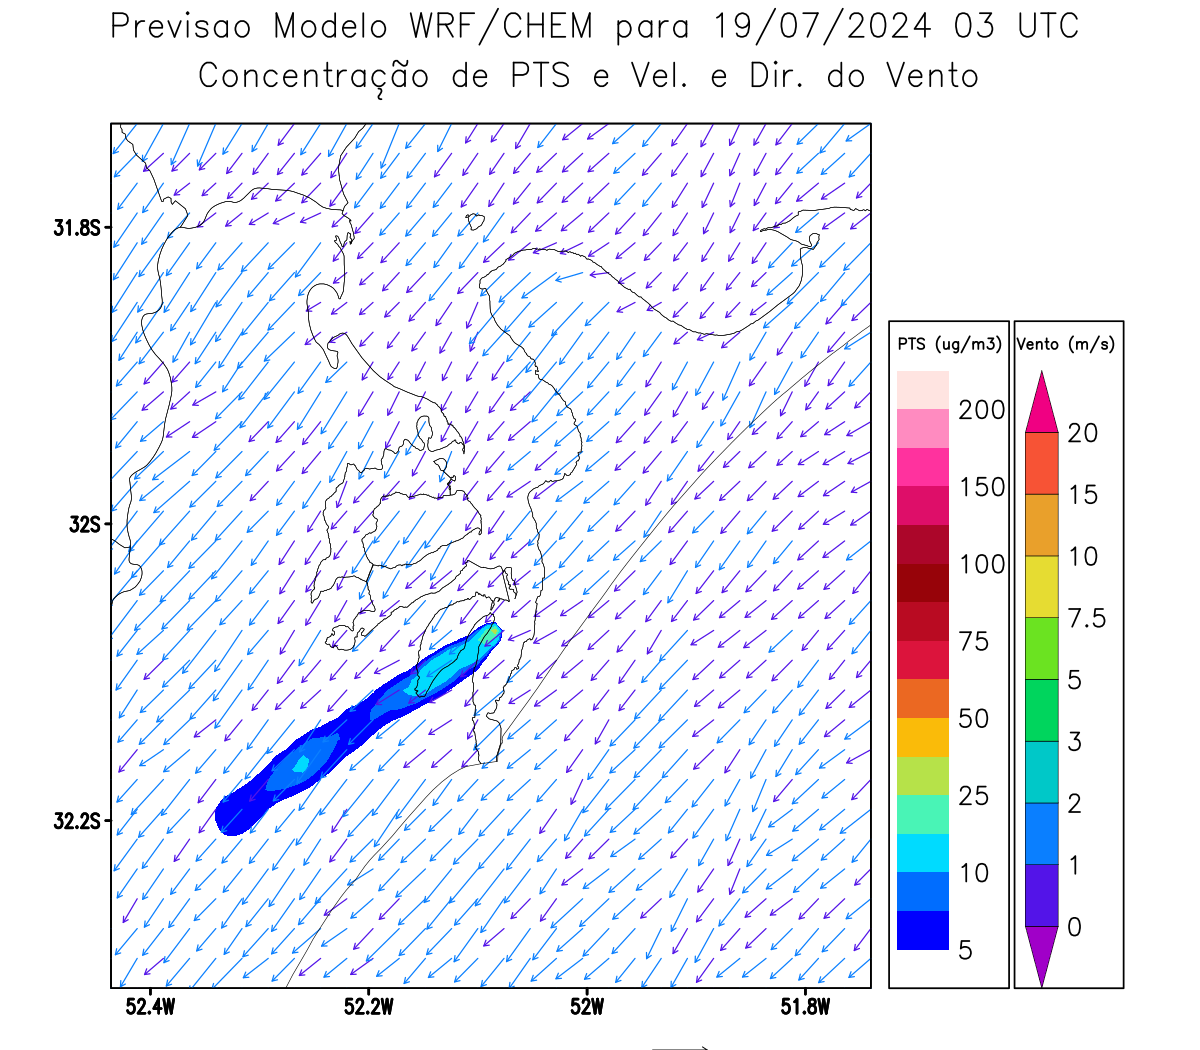 Previsao Modelo WRF/CHEM para 19/07/2024 03 UTC
Concentração de PTS e Vel. e Dir. do Vento
31.8S
32S
32.2S
52.4W
52.2W
52W
51.8W
PTS (ug/m3)
200
150
100
75
50
25
10
5
Vento (m/s)
20
15
10
7.5
5
3
2
1
0